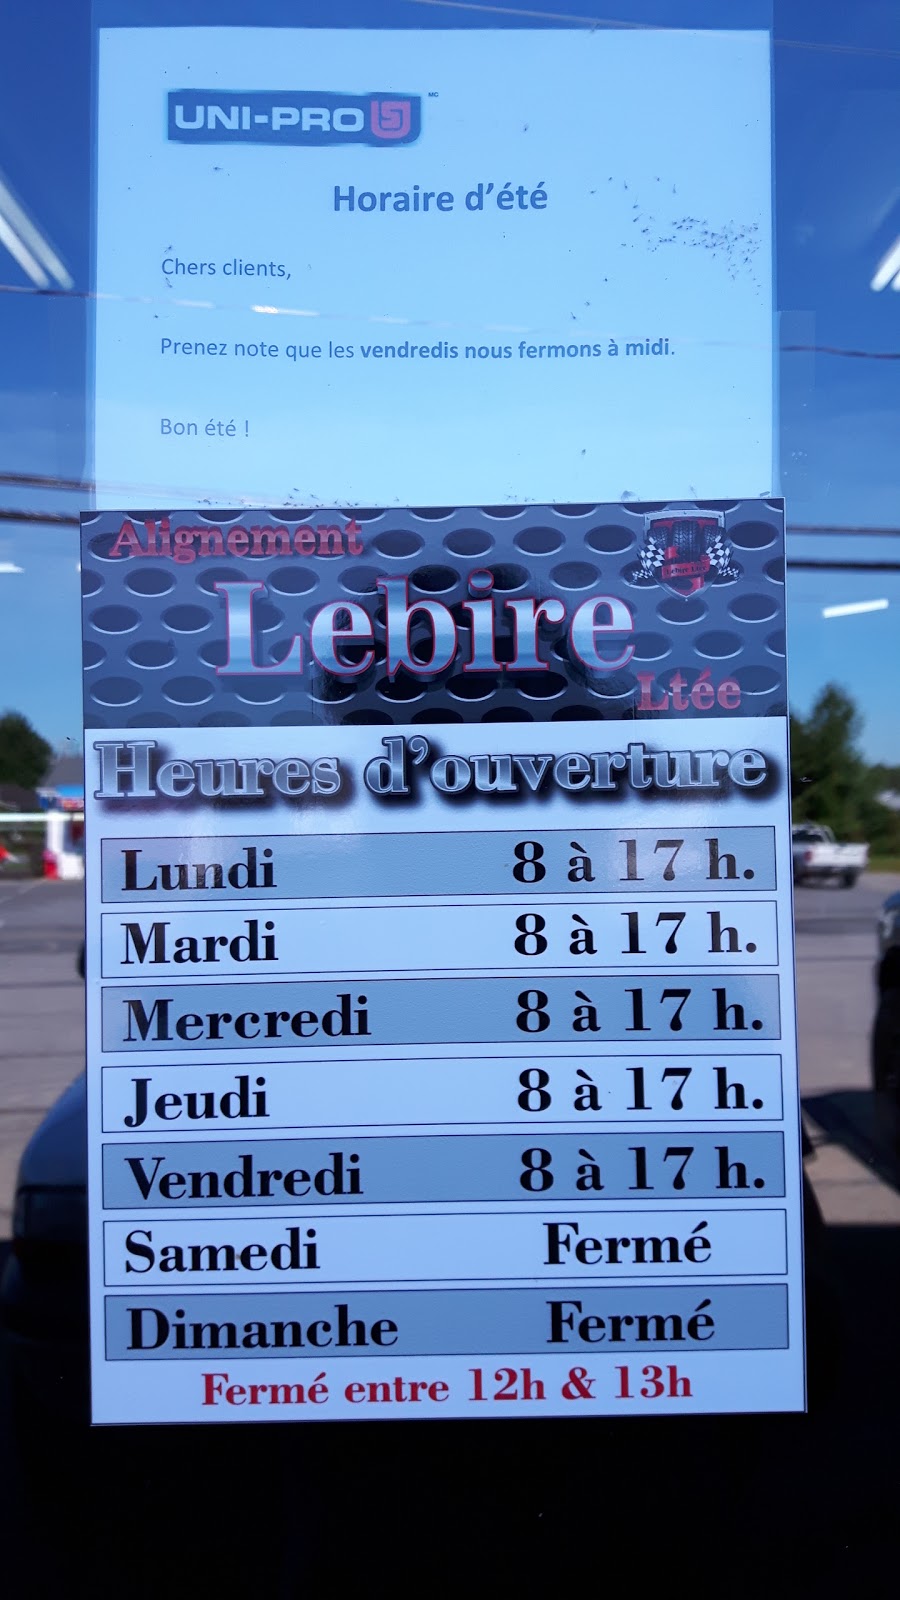 UNI-PRO
MC
Horaire d'été
Chers clients,
Prenez note que les vendredis nous fermons à midi.
Bon été !
Alignement
Lebire
Ltée
Heures d'ouverture
Lundi 8 à 17 h.
Mardi 8 à 17 h.
Mercredi 8 à 17 h.
Jeudi 8 à 17 h.
Vendredi 8 à 17 h.
Samedi Fermé
Dimanche Fermé
Fermé entre 12h & 13h